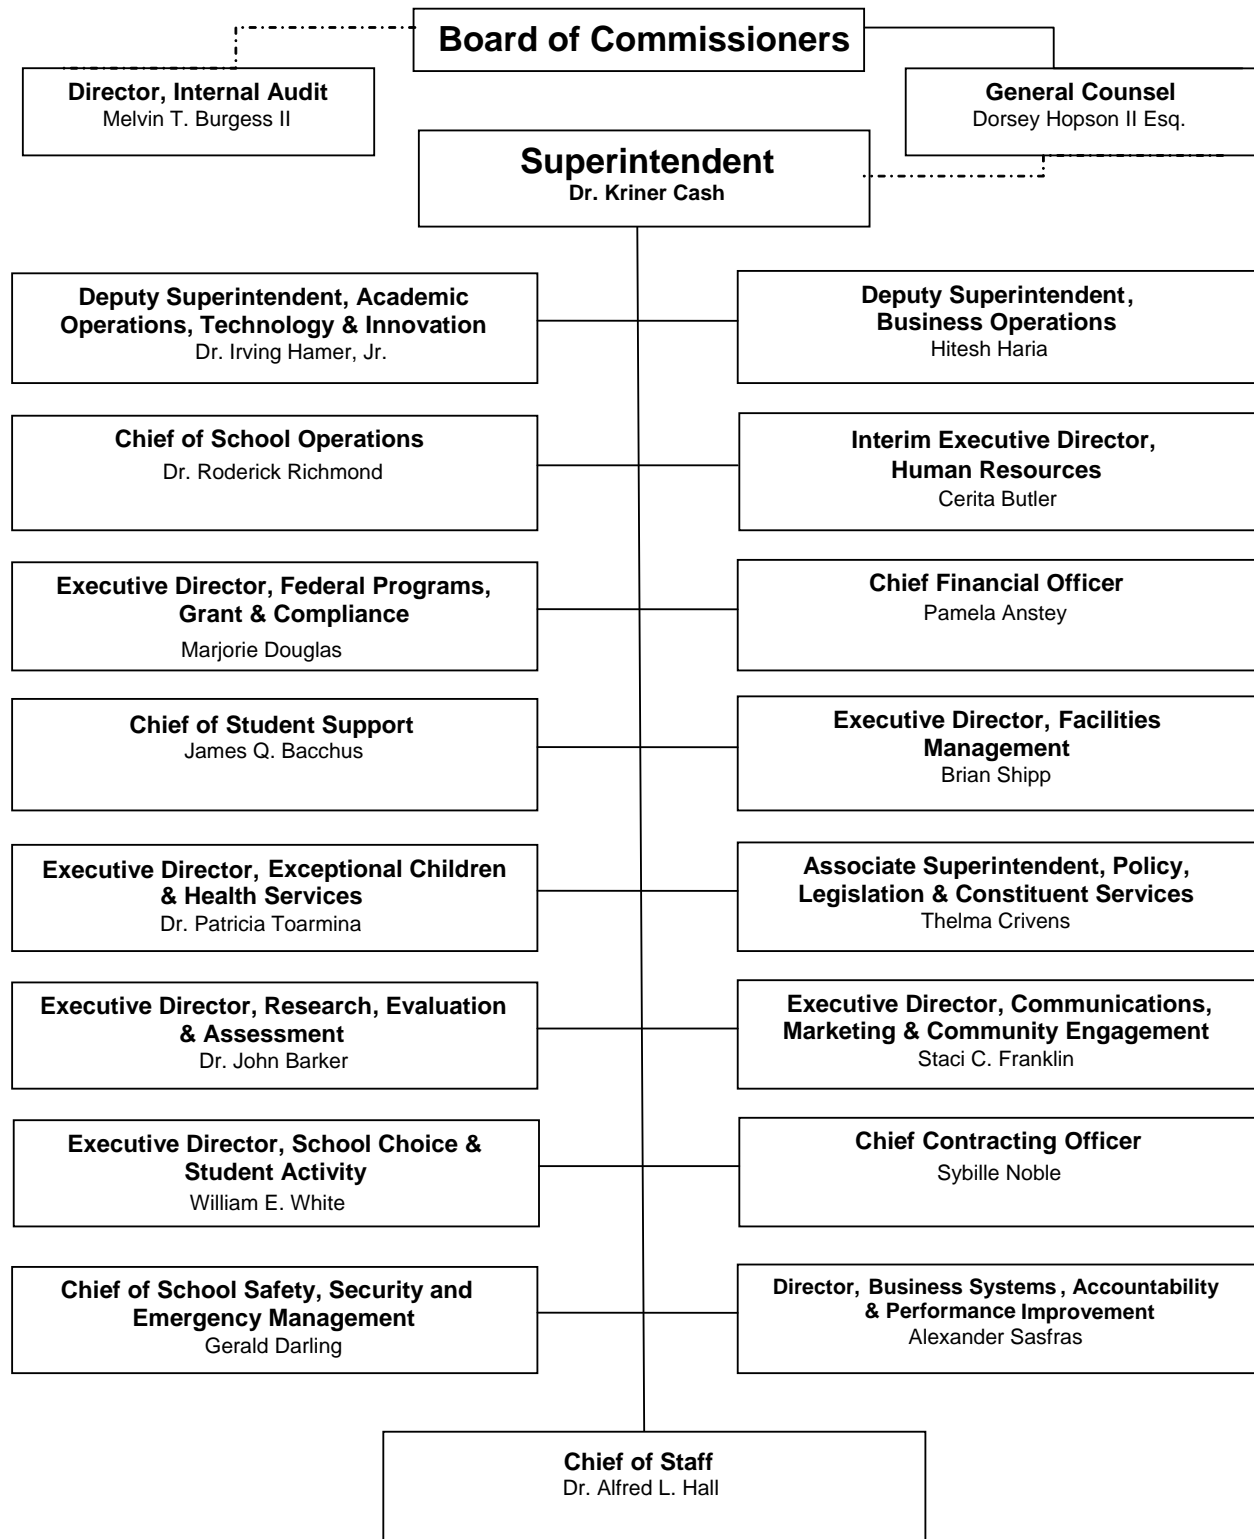 Board of Commissioners
Director, Internal Audit
Melvin T. Burgess II
General Counsel
Dorsey Hopson II Esq.
Superintendent
Dr. Kriner Cash
Deputy Superintendent, Academic
Operations, Technology & Innovation
Dr. Irving Hamer, Jr.
Deputy Superintendent,
Business Operations
Hitesh Haria
Chief of School Operations
Dr. Roderick Richmond
Interim Executive Director,
Human Resources
Cerita Butler
Executive Director, Federal Programs,
Grant & Compliance
Marjorie Douglas
Chief Financial Officer
Pamela Anstey
Chief of Student Support
James Q. Bacchus
Executive Director, Facilities
Management
Brian Shipp
Executive Director, Exceptional Children
& Health Services
Dr. Patricia Toarmina
Associate Superintendent, Policy,
Legislation & Constituent Services
Thelma Crivens
Executive Director, Research, Evaluation
& Assessment
Dr. John Barker
Executive Director, Communications,
Marketing & Community Engagement
Staci C. Franklin
Executive Director, School Choice &
Student Activity
William E. White
Chief Contracting Officer
Sybille Noble
Chief of School Safety, Security and
Emergency Management
Gerald Darling
Director, Business Systems, Accountability
& Performance Improvement
Alexander Sasfras
Chief of Staff
Dr. Alfred L. Hall